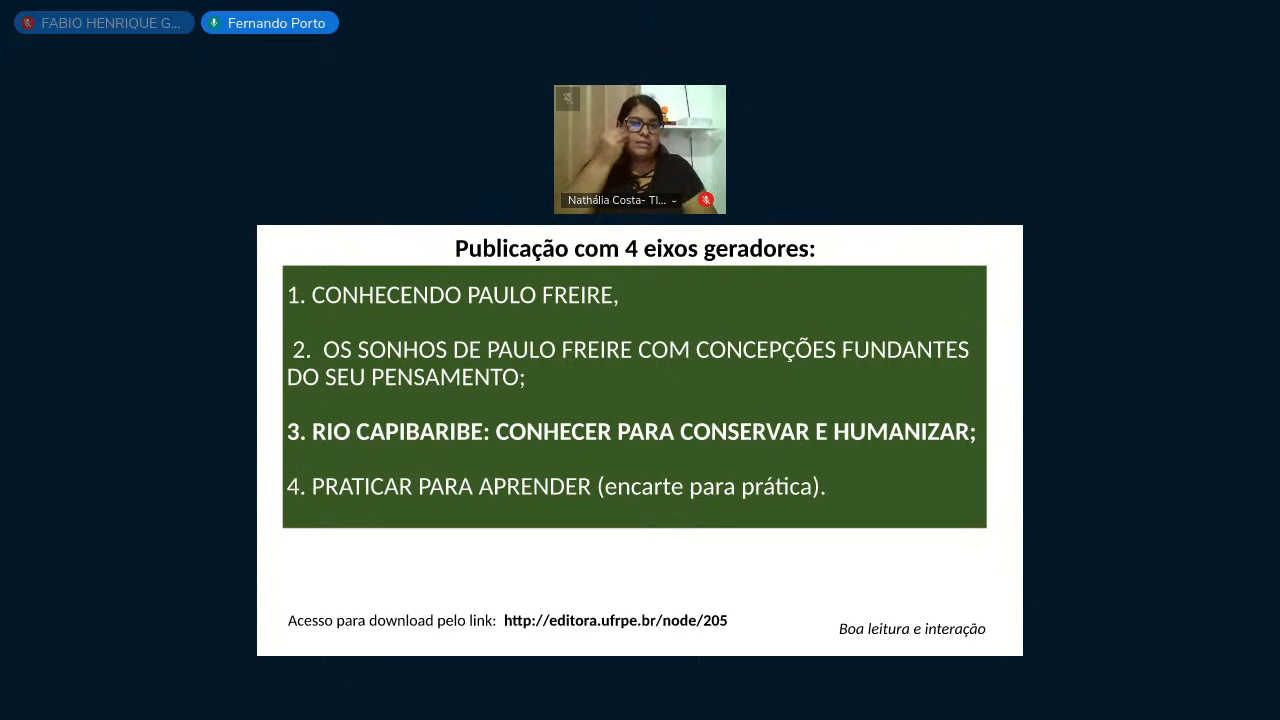 FABIO HENRIQUE G...
Fernando Porto
Nathália Costa- TI...
Publicação com 4 eixos geradores:
1. CONHECENDO PAULO FREIRE,
2. OS SONHOS DE PAULO FREIRE COM CONCEPÇÕES FUNDANTES
DO SEU PENSAMENTO;
3. RIO CAPIBARIBE: CONHECER PARA CONSERVAR E HUMANIZAR;
4. PRATICAR PARA APRENDER (encarte para prática).
Acesso para download pelo link: http://editora.ufrpe.br/node/205
Boa leitura e interação